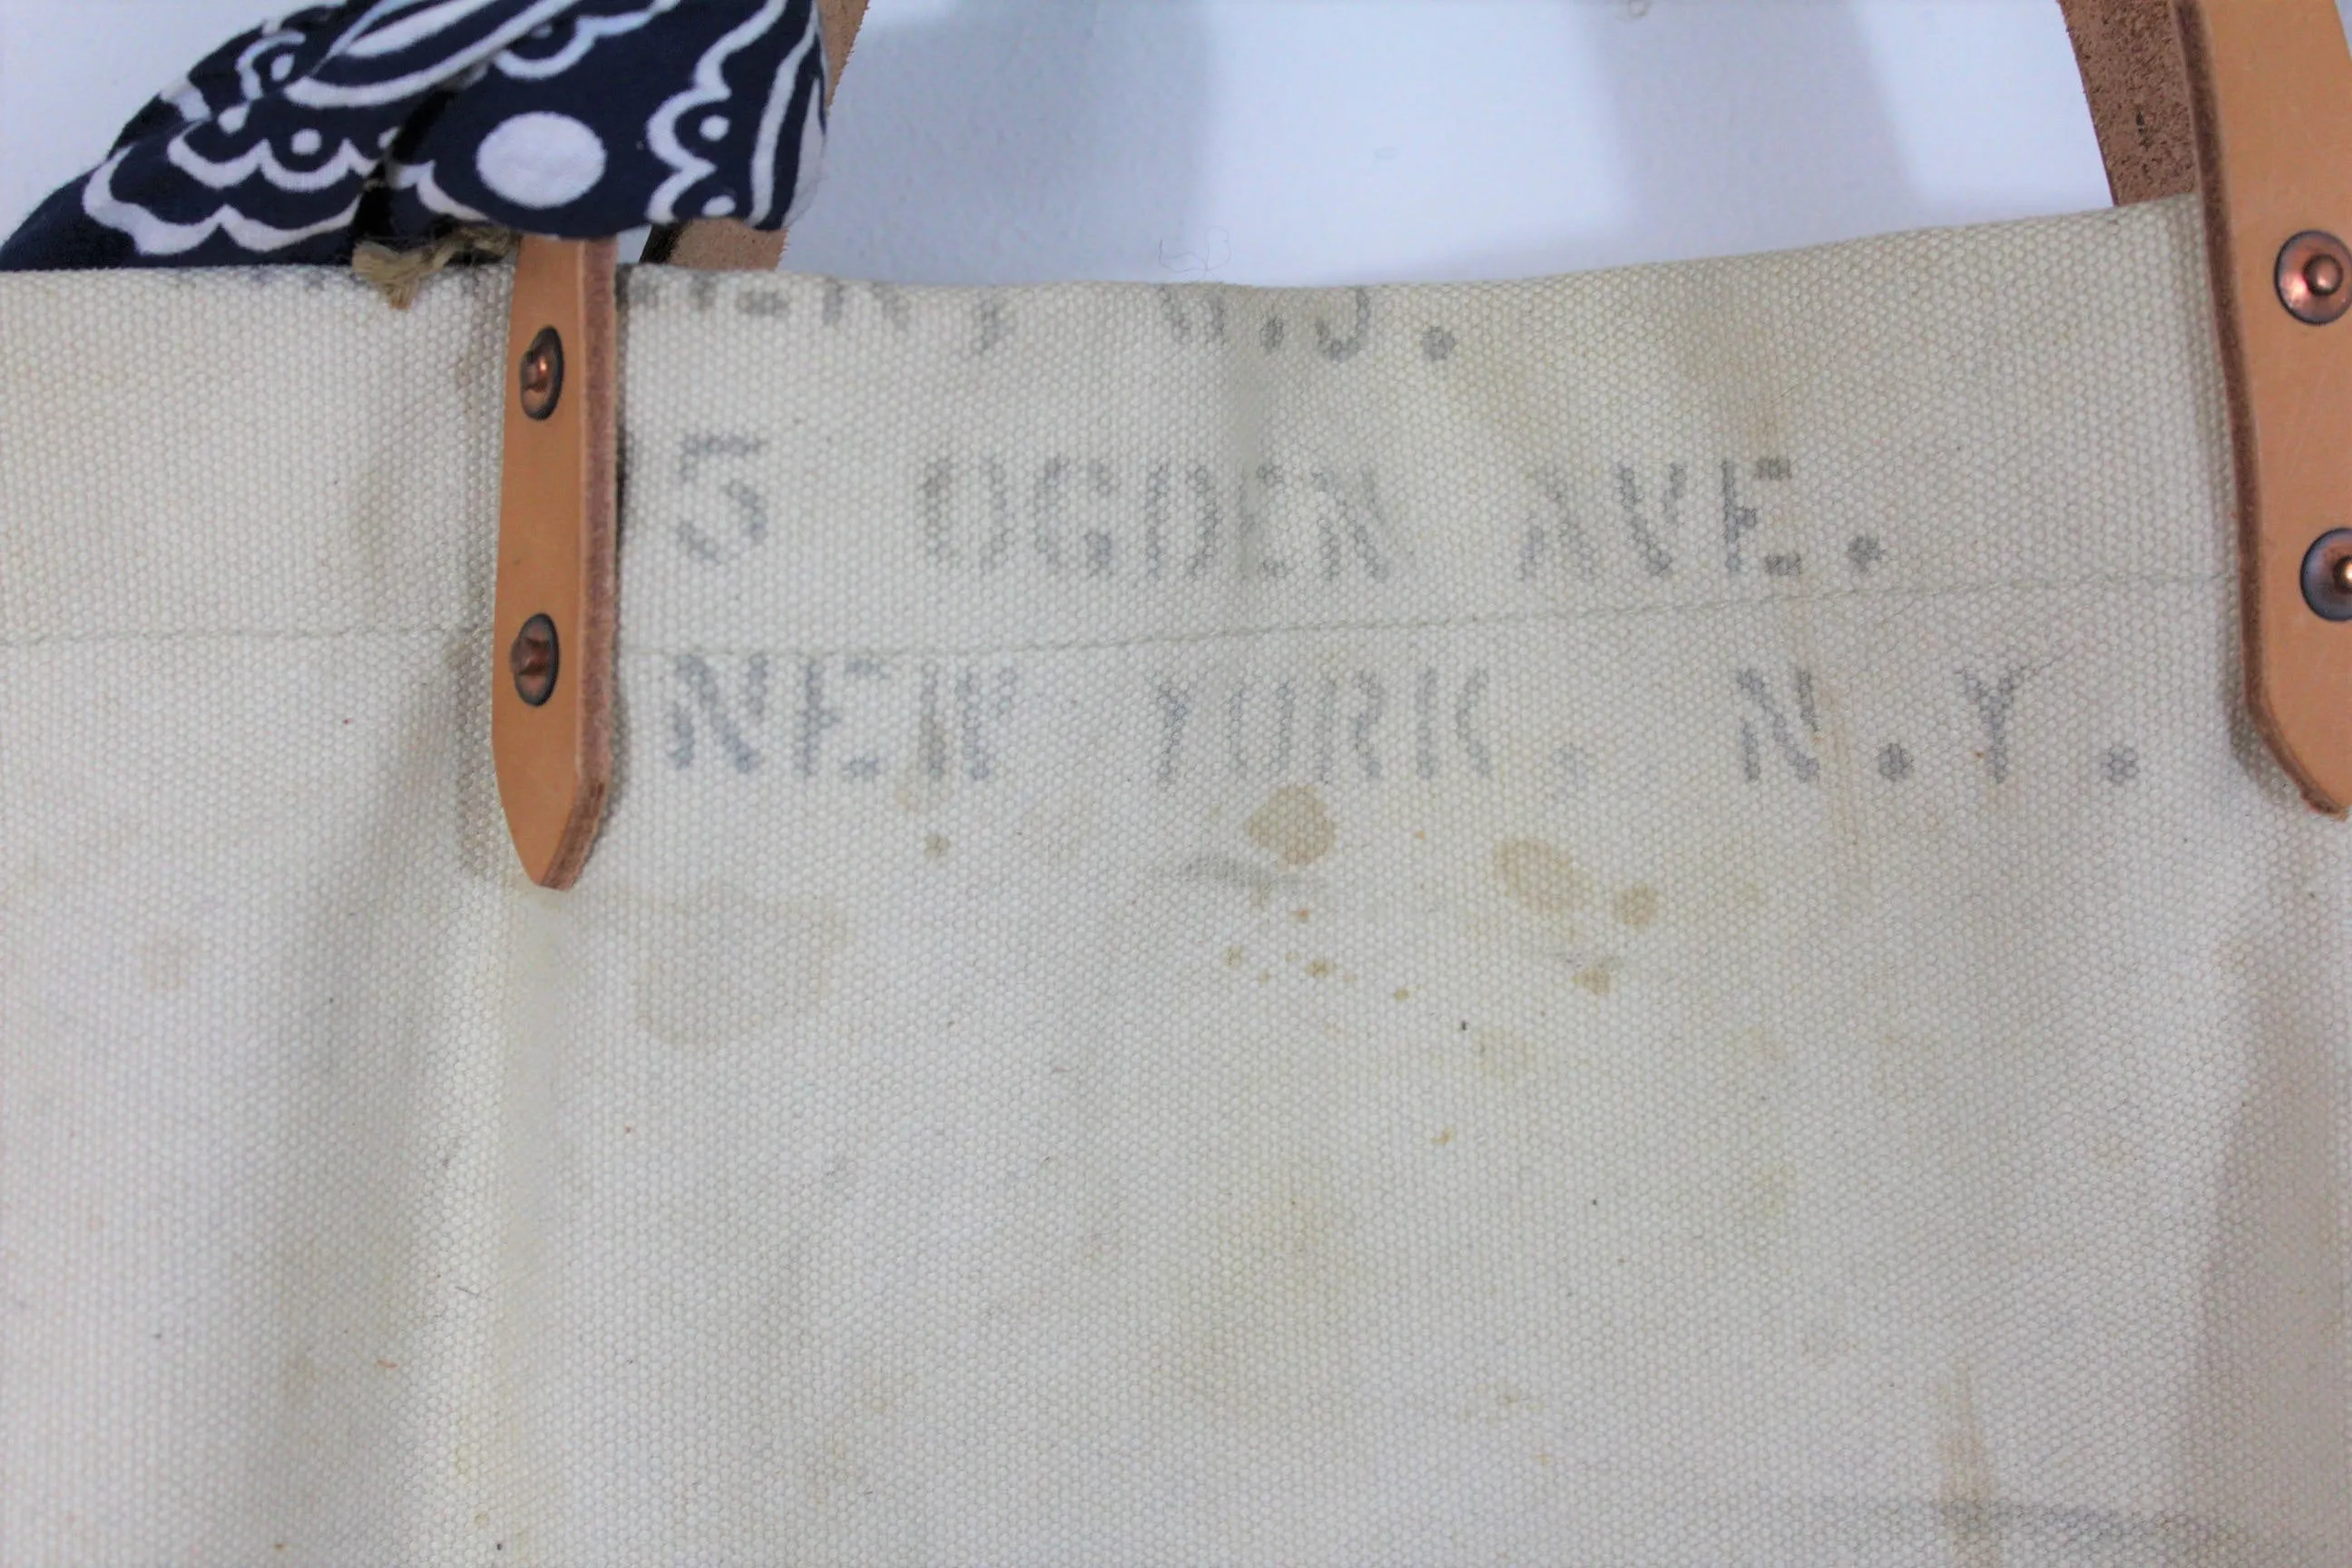 5 OGDEN AVE.
NEW YORK, N.Y.